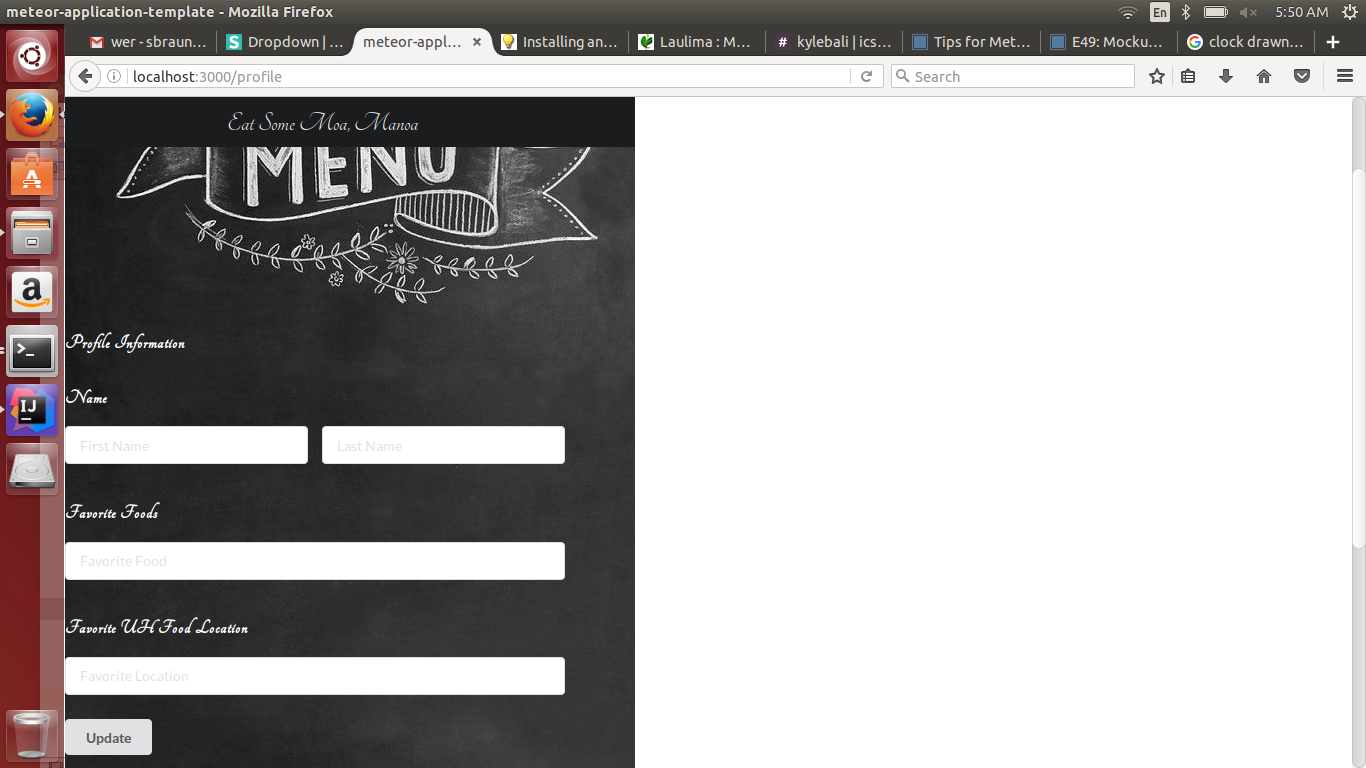 meteor-application-template - Mozilla Firefox
En
5:50 AM
wer - sbraun...
Dropdown | ...
meteor-appl...
Installing an...
Laulima : M...
kylebali | ics...
Tips for Met...
E49: Mocku...
clock drawn...
localhost:3000/profile
Search
Eat Some Moa, Manoa
MENU
Profile Information
Name
First Name
Last Name
Favorite Foods
Favorite Food
Favorite UH Food Location
Favorite Location
Update